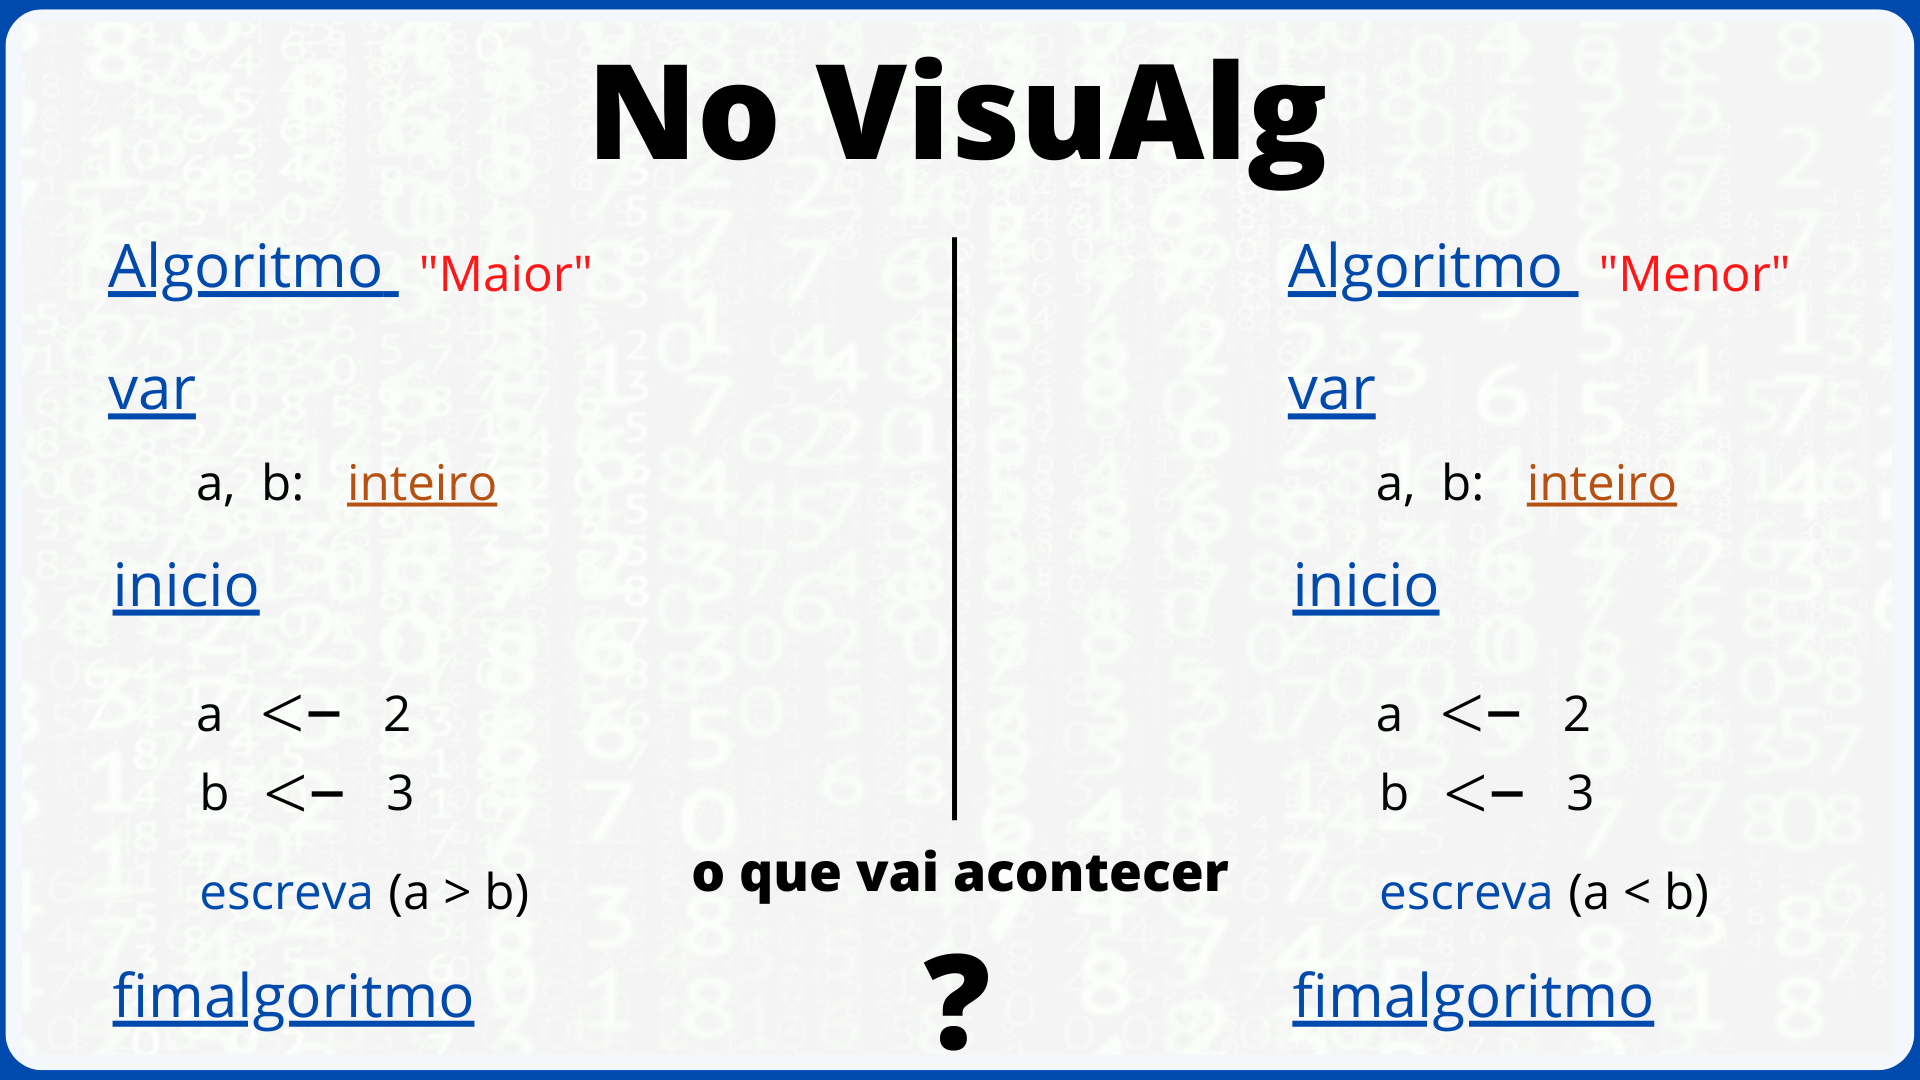 No VisuAlg
Algoritmo "Maior"
var
a, b: inteiro
inicio
a <− 2
b <− 3
escreva (a > b)
fimalgoritmo
Algoritmo "Menor"
var
a, b: inteiro
inicio
a <− 2
b <− 3
escreva (a < b)
fimalgoritmo
o que vai acontecer
?